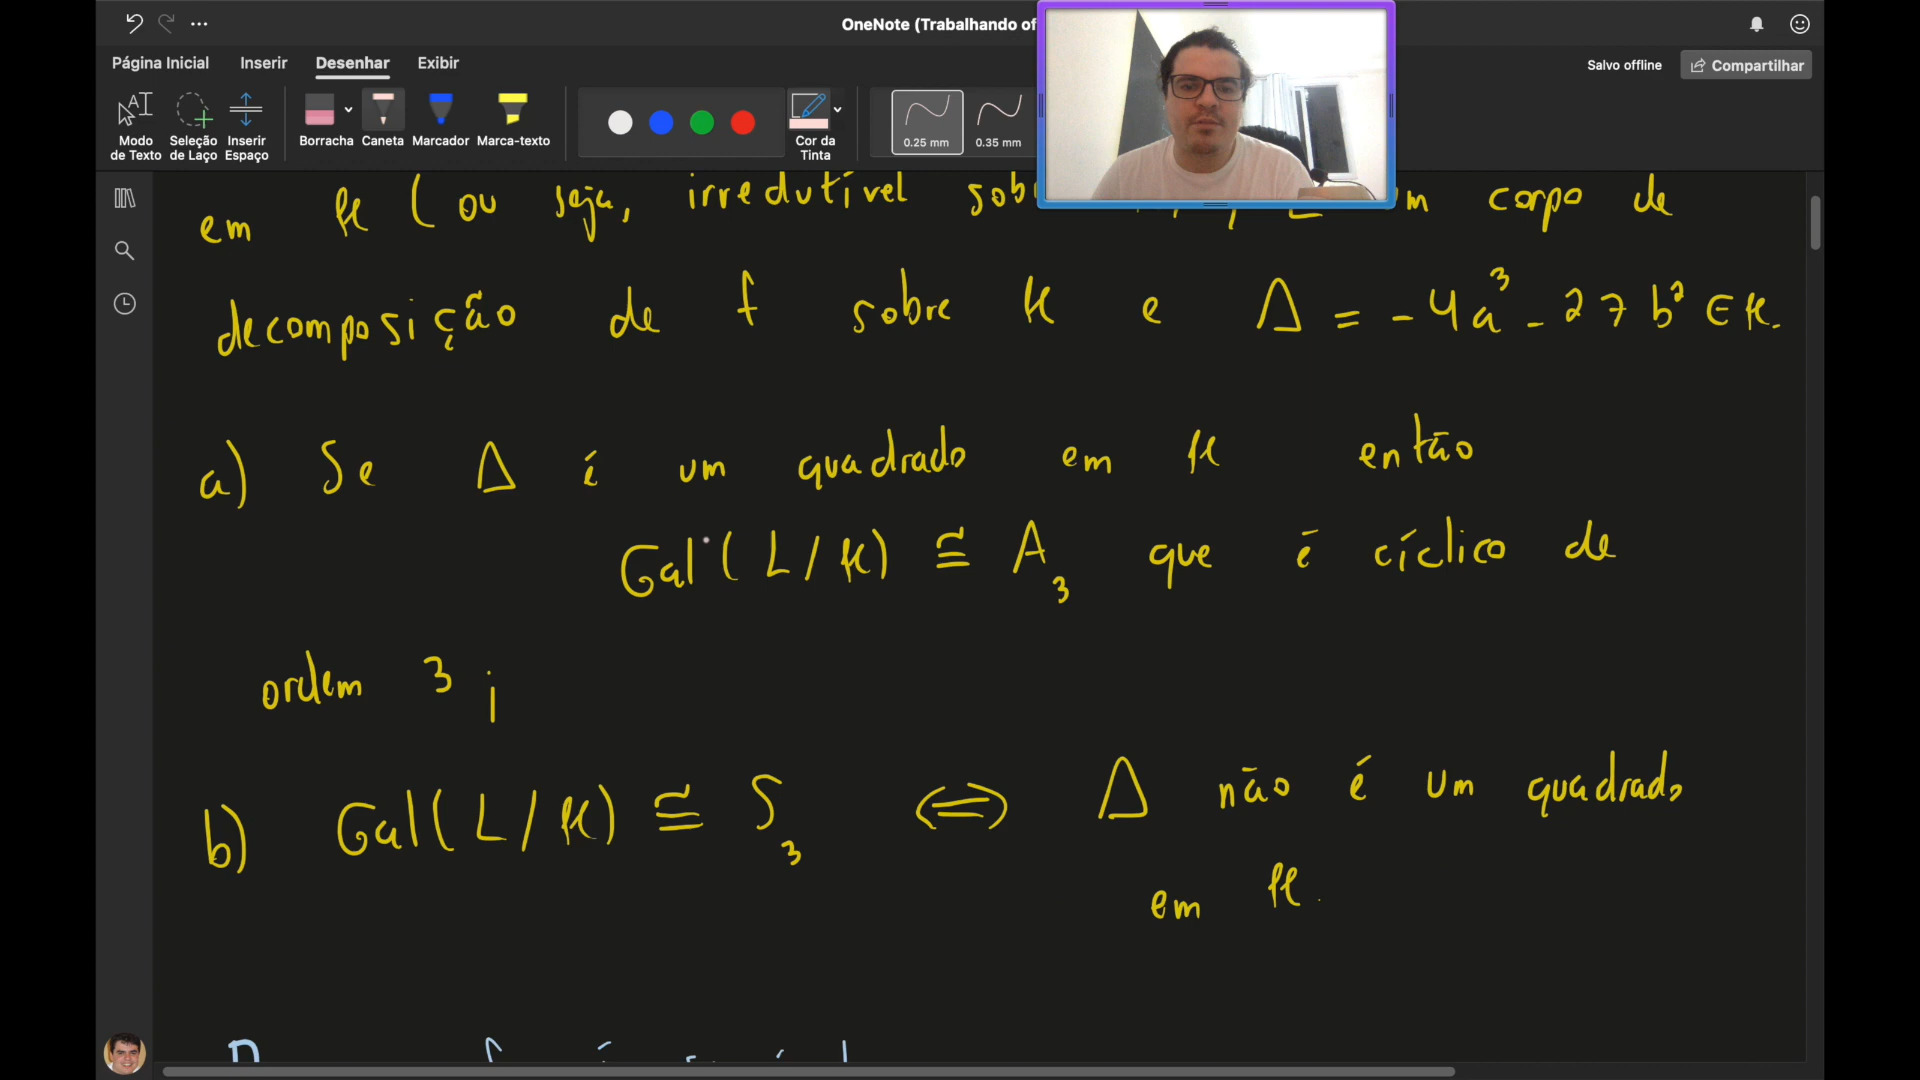 OneNote (Trabalhando of
Página Inicial Inserir Desenhar Exibir
Salvo offline Compartilhar
Modo de Texto
Seleção de Laço
Inserir Espaço
Borracha Caneta Marcador Marca-texto
Cor da Tinta
0.25 mm 0.35 mm
em K ( ou seja, irredutível sob m corpo de
decomposição de f sobre K e Δ = -4a³ - 27b² ∈ K.
a) Se Δ é um quadrado em K então
Gal(L/K) ≅ A₃ que é cíclico de
ordem 3 ;
b) Gal(L/K) ≅ S₃ ⇔ Δ não é um quadrado
em K.